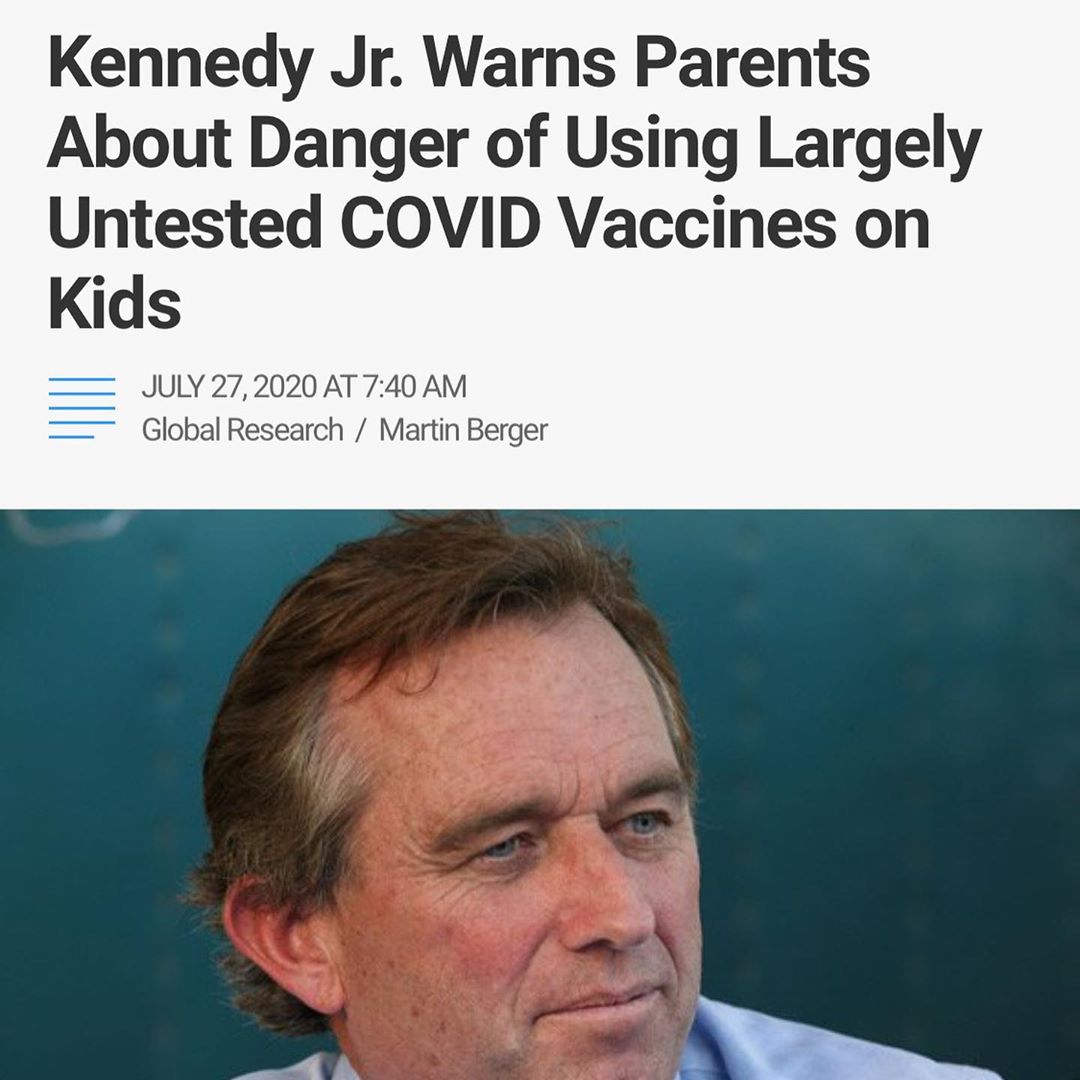 Kennedy Jr. Warns Parents
About Danger of Using Largely
Untested COVID Vaccines on
Kids
JULY 27, 2020 AT 7:40 AM
Global Research / Martin Berger